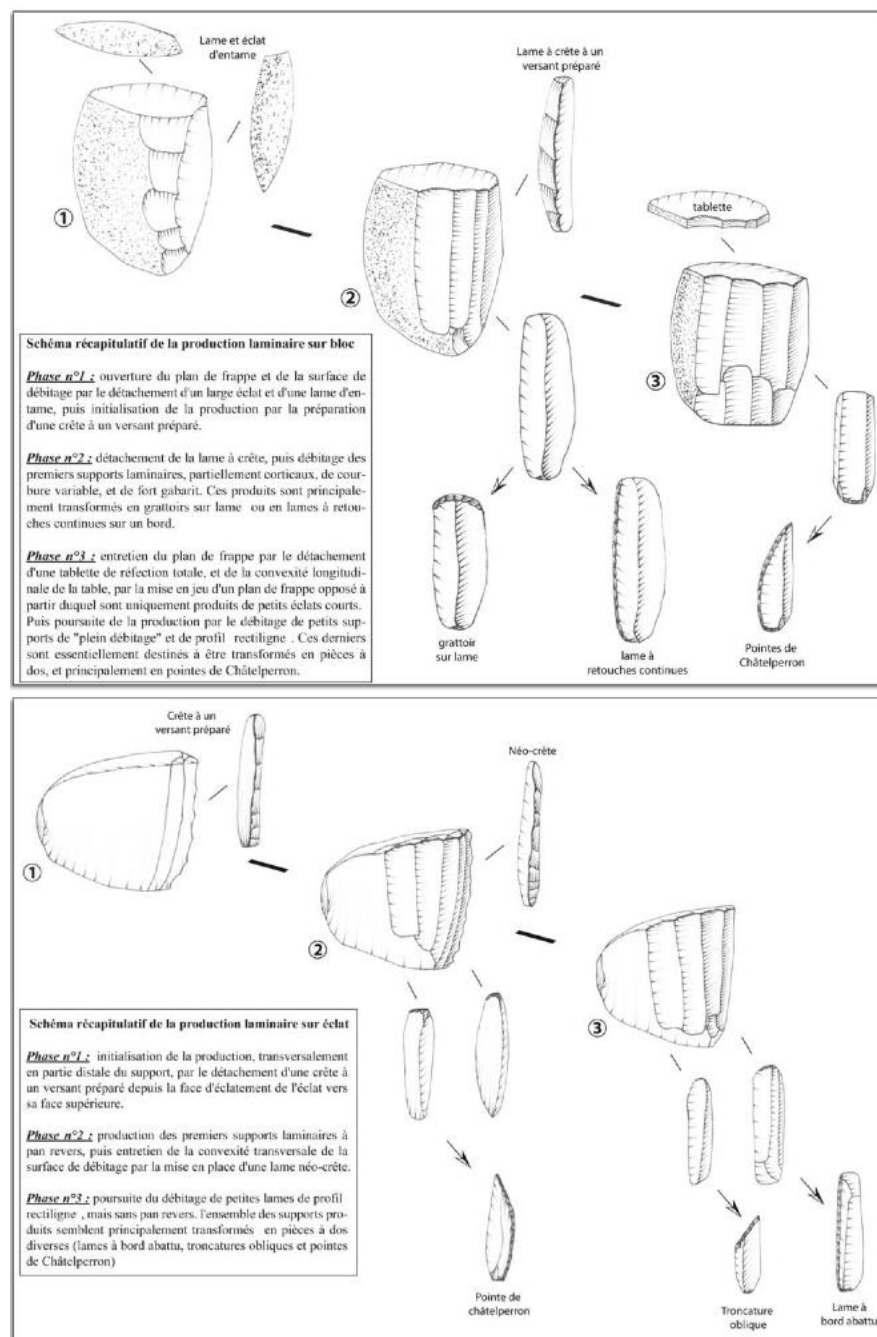 Lame et éclat
d'entame
Lame à crête à un
versant préparé
tablette
①
②
③
Schéma récapitulatif de la production laminaire sur bloc
Phase n°1 : ouverture du plan de frappe et de la surface de
débitage par le détachement d'un large éclat et d'une lame d'en-
tame, puis initialisation de la production par la préparation
d'une crête à un versant préparé.
Phase n°2 : détachement de la lame à crête, puis débitage des
premiers supports laminaires, partiellement corticaux, de cour-
bure variable, et de fort gabarit. Ces produits sont principale-
ment transformés en grattoirs sur lame ou en lames à retou-
ches continues sur un bord.
Phase n°3 : entretien du plan de frappe par le détachement
d'une tablette de réfection totale, et de la convexité longitudi-
nale de la table, par la mise en jeu d'un plan de frappe opposé à
partir duquel sont uniquement produits de petits éclats courts.
Puis poursuite de la production par le débitage de petits sup-
ports de "plein débitage" et de profil rectiligne . Ces derniers
sont essentiellement destinés à être transformés en pièces à
dos, et principalement en pointes de Châtelperron.
grattoir
sur lame
lame à
retouches continues
Pointes de
Châtelperron
Crête à un
versant préparé
Néo-crête
①
②
③
Schéma récapitulatif de la production laminaire sur éclat
Phase n°1 : initialisation de la production, transversalement
en partie distale du support, par le détachement d'une crête à
un versant préparé depuis la face d'éclatement de l'éclat vers
sa face supérieure.
Phase n°2 : production des premiers supports laminaires à
pan revers, puis entretien de la convexité transversale de la
surface de débitage par la mise en place d'une lame néo-crête.
Phase n°3 : poursuite du débitage de petites lames de profil
rectiligne , mais sans pan revers. l'ensemble des supports pro-
duits semblent principalement transformés en pièces à dos
diverses (lames à bord abattu, troncatures obliques et pointes
de Châtelperron)
Pointe de
châtelperron
Troncature
oblique
Lame à
bord abattu